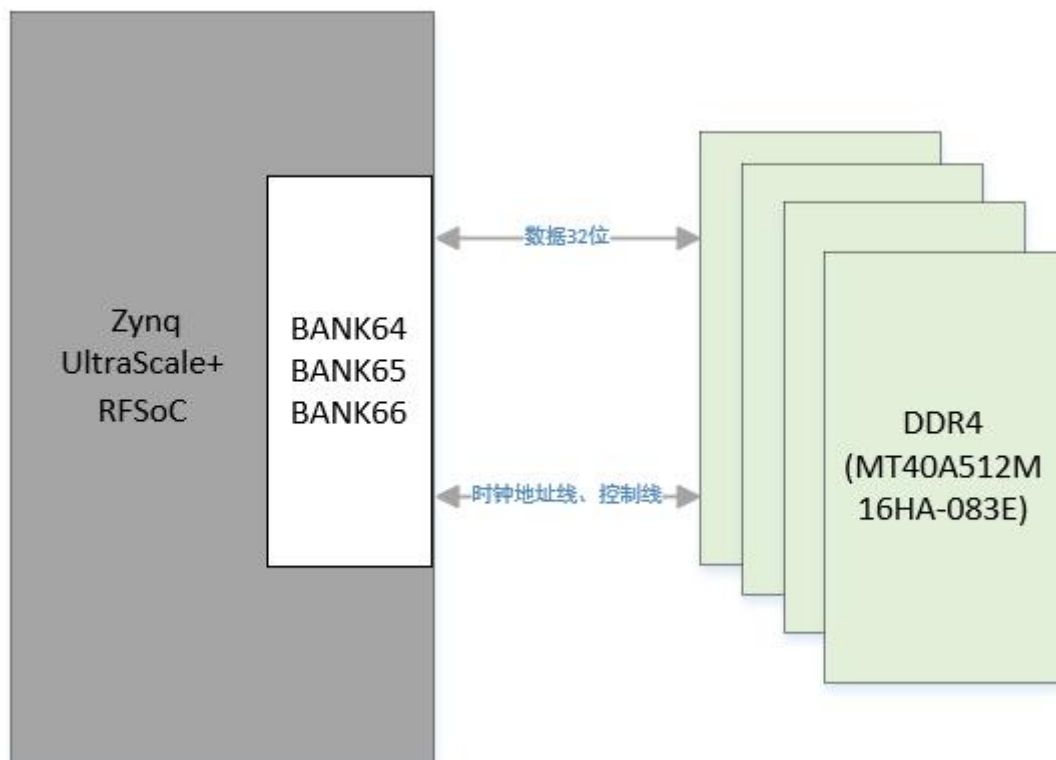 数据32位
Zynq
UltraScale+
RFSoC
BANK64
BANK65
BANK66
时钟地址线、控制线
DDR4
(MT40A512M
16HA-083E)